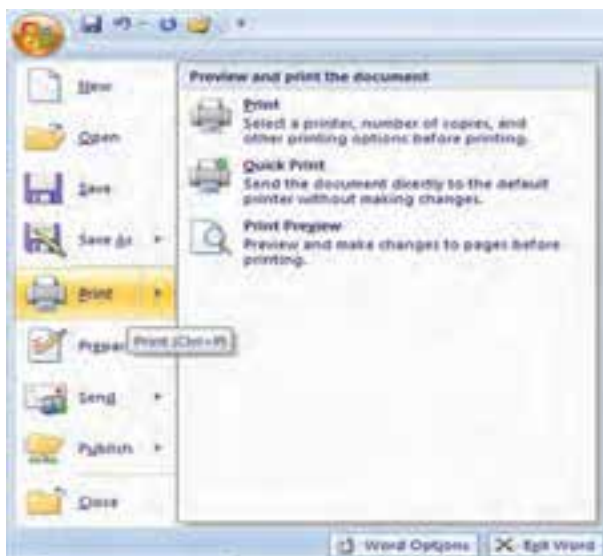 New
Open
Save
Save As
Print
Prepare
Print (Ctrl+P)
Send
Publish
Close
Preview and print the document
Print
Select a printer, number of copies, and
other printing options before printing.
Quick Print
Send the document directly to the default
printer without making changes.
Print Preview
Preview and make changes to pages before
printing.
Word Options
Exit Word